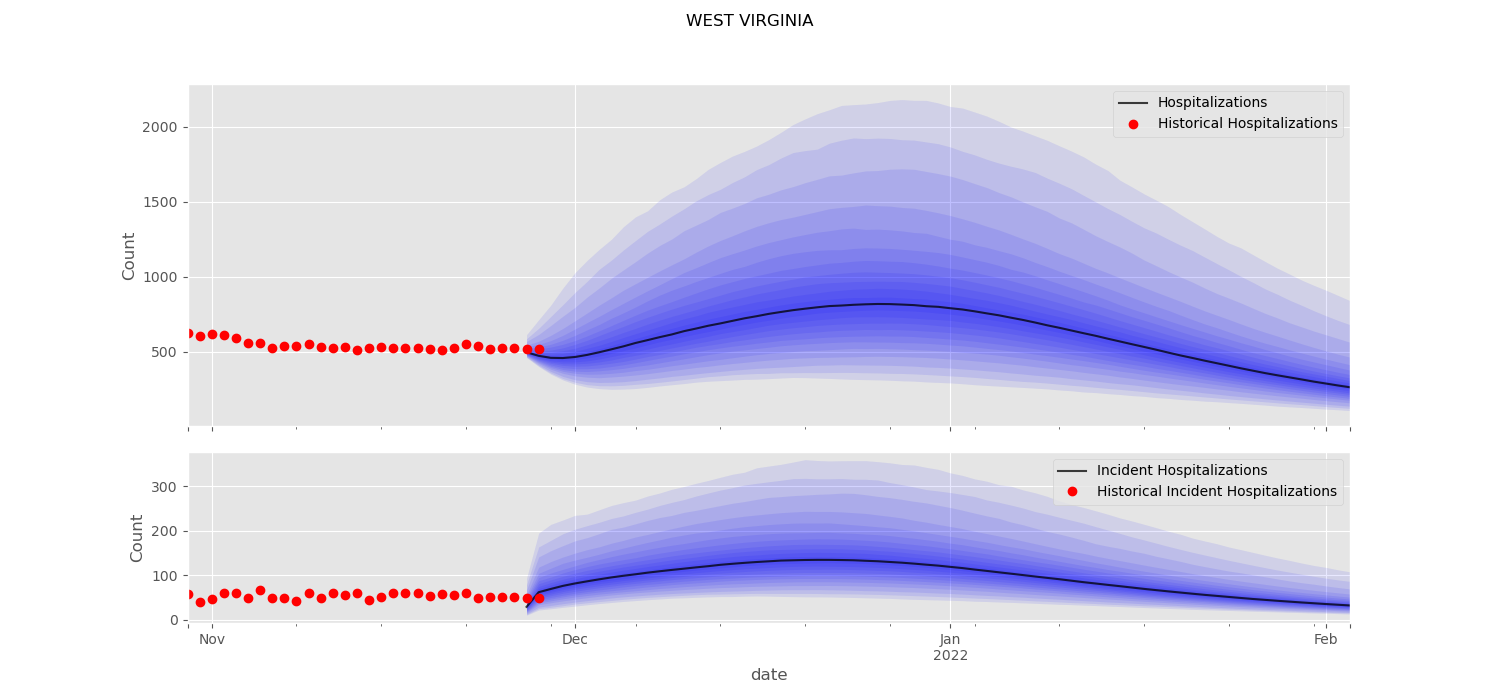 WEST VIRGINIA
Hospitalizations
Historical Hospitalizations
Count
2000
1500
1000
500
Incident Hospitalizations
Historical Incident Hospitalizations
Count
300
200
100
0
Nov
Dec
Jan
2022
Feb
date